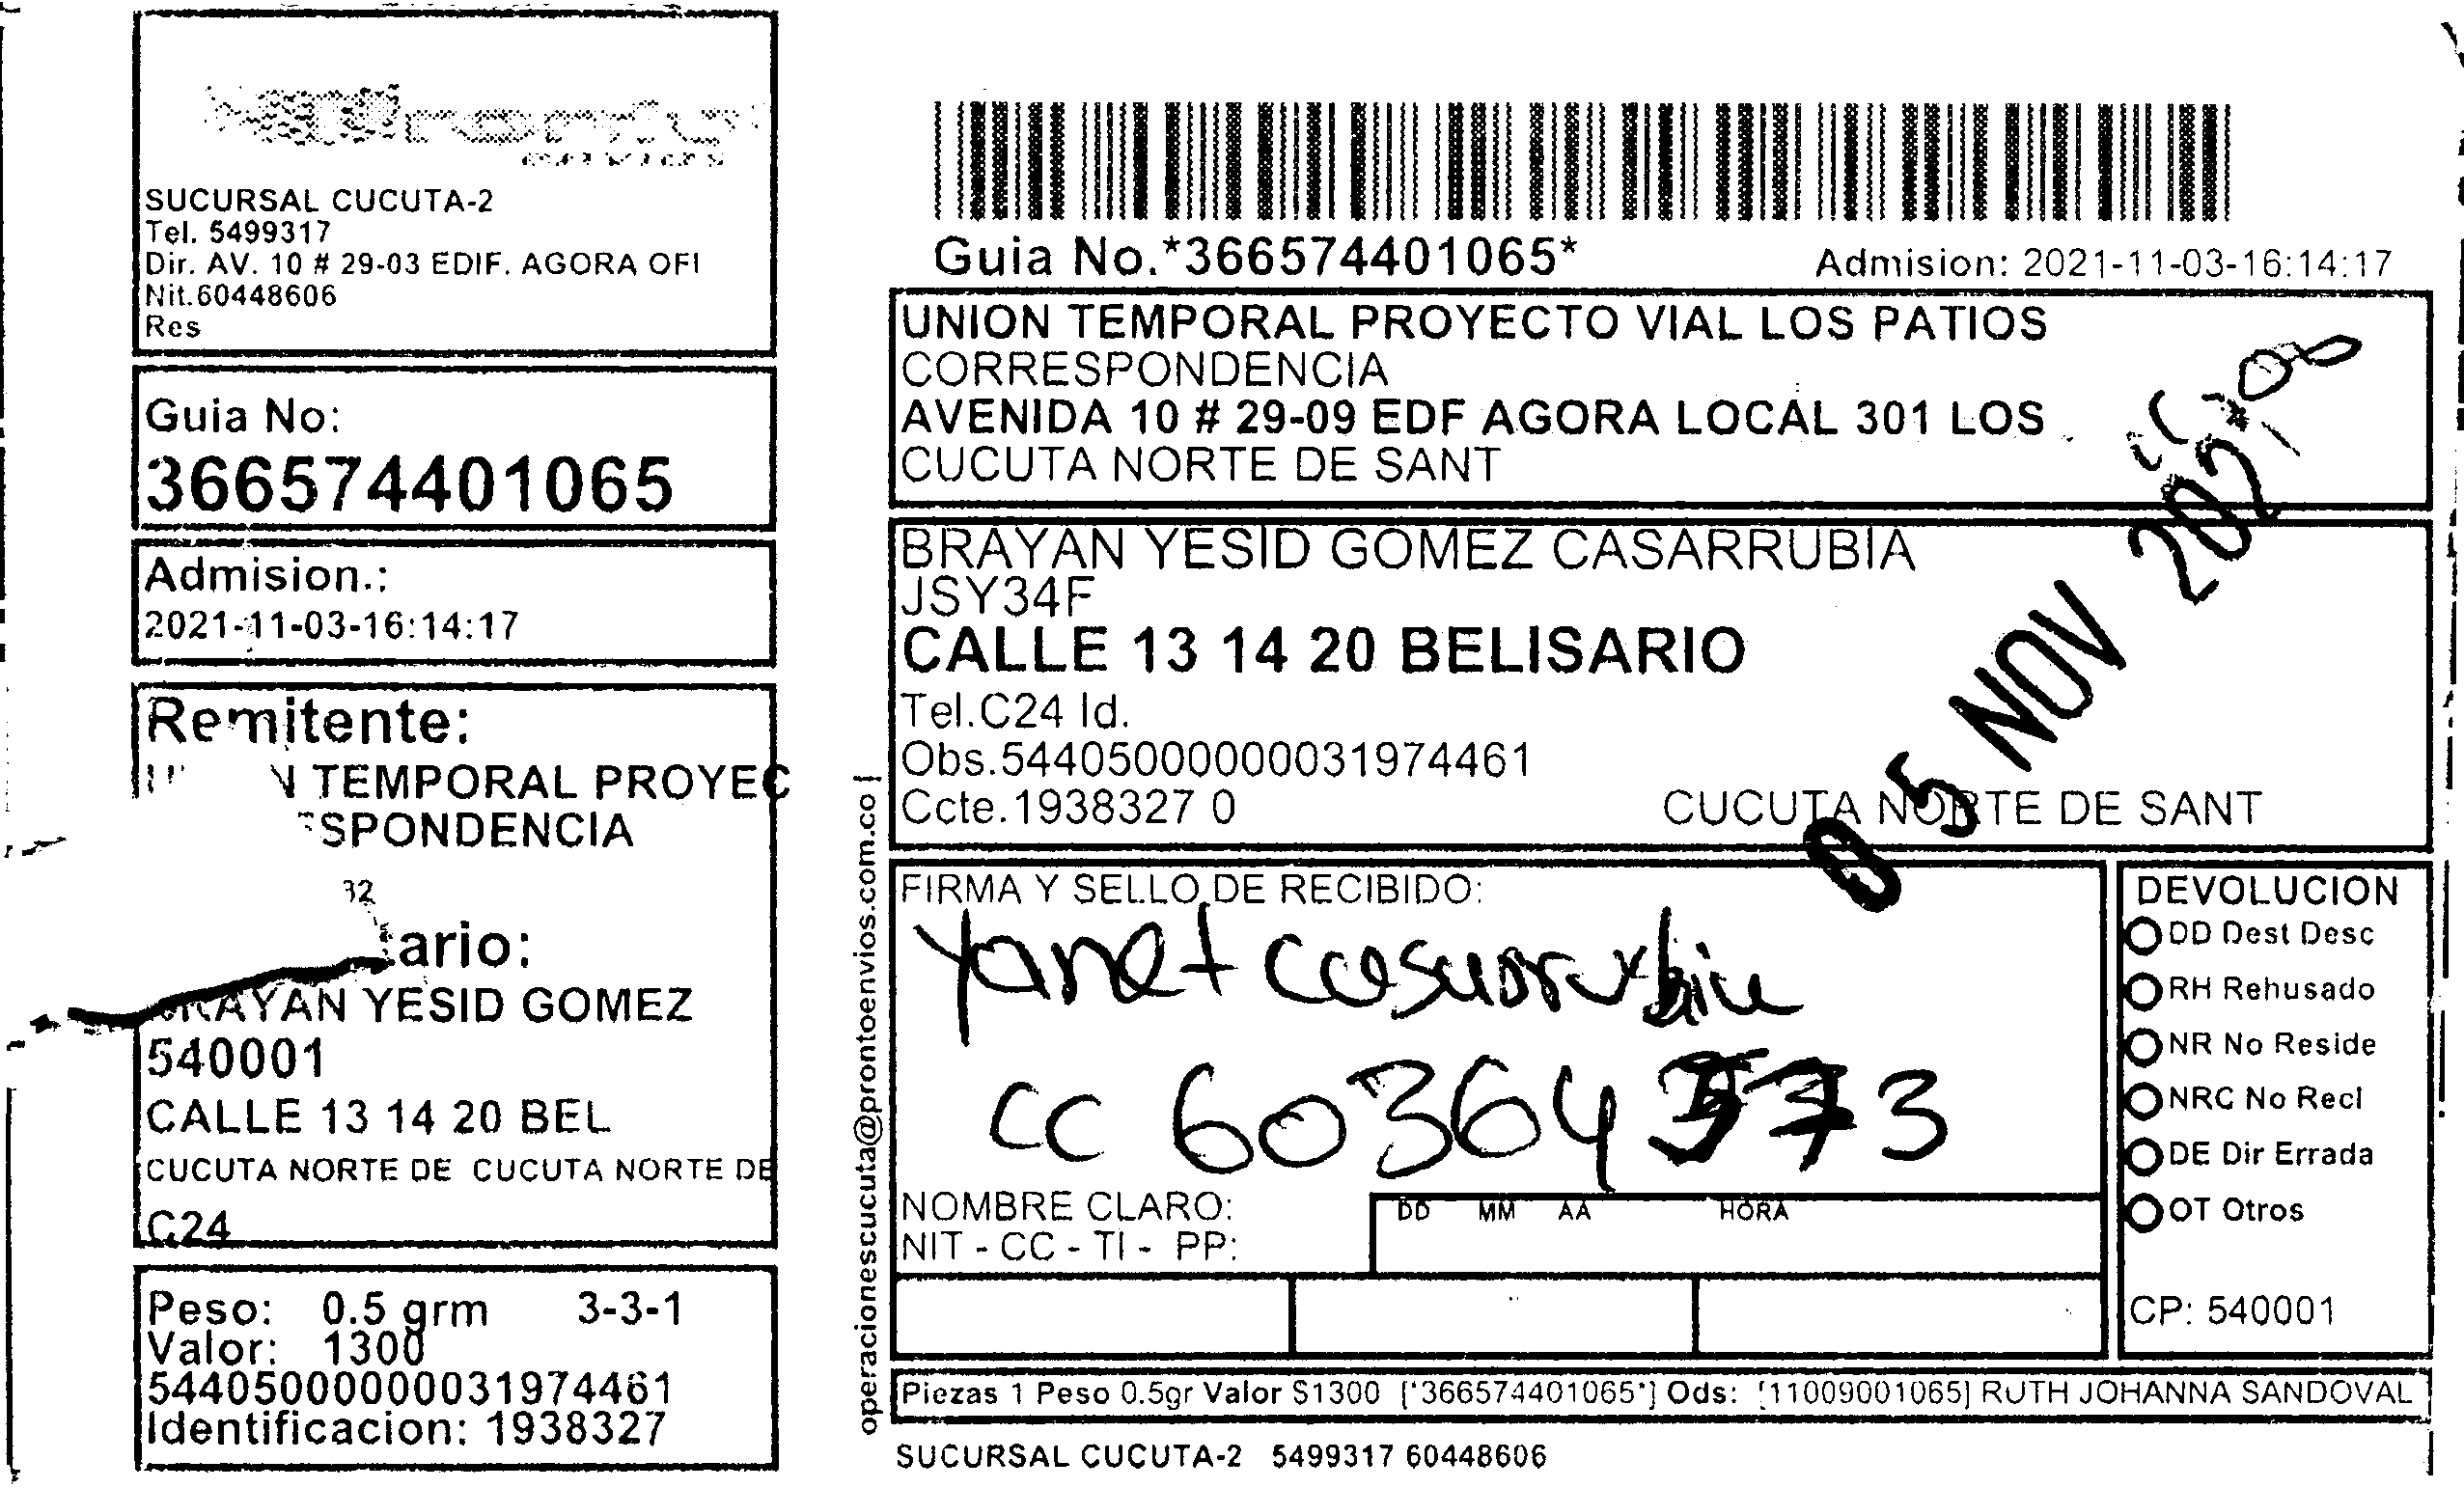 SUCURSAL CUCUTA-2
Tel. 5499317
Dir. AV. 10 # 29-03 EDIF. AGORA OFI
Nit.60448606
Res
Guia No:
366574401065
Admision.:
2021-11-03-16:14:17
Remitente:
TEMPORAL PROYEC
SPONDENCIA
32
ario:
BRAYAN YESID GOMEZ
540001
CALLE 13 14 20 BEL
CUCUTA NORTE DE CUCUTA NORTE DE
C24
Peso: 0.5 grm 3-3-1
Valor: 1300
544050000000031974461
Identificacion: 1938327
operacionescucuta@prontoenvios.com.co |
Guia No.*366574401065*
Admision: 2021-11-03-16:14:17
UNION TEMPORAL PROYECTO VIAL LOS PATIOS
CORRESPONDENCIA
AVENIDA 10 # 29-09 EDF AGORA LOCAL 301 LOS
CUCUTA NORTE DE SANT
BRAYAN YESID GOMEZ CASARRUBIA
JSY34F
CALLE 13 14 20 BELISARIO
Tel.C24 Id.
Obs.544050000000031974461
Ccte.1938327 0
CUCUTA NORTE DE SANT
05 NOV 2021
FIRMA Y SELLO DE RECIBIDO:
Yanet Casarrubia
CC 60364373
NOMBRE CLARO:
NIT - CC - TI - PP:
DD MM AA HORA
DEVOLUCION
DD Dest Desc
RH Rehusado
NR No Reside
NRC No Recl
DE Dir Errada
OT Otros
CP: 540001
Piezas 1 Peso 0.5gr Valor $1300 [*366574401065*] Ods: [11009001065] RUTH JOHANNA SANDOVAL
SUCURSAL CUCUTA-2 5499317 60448606